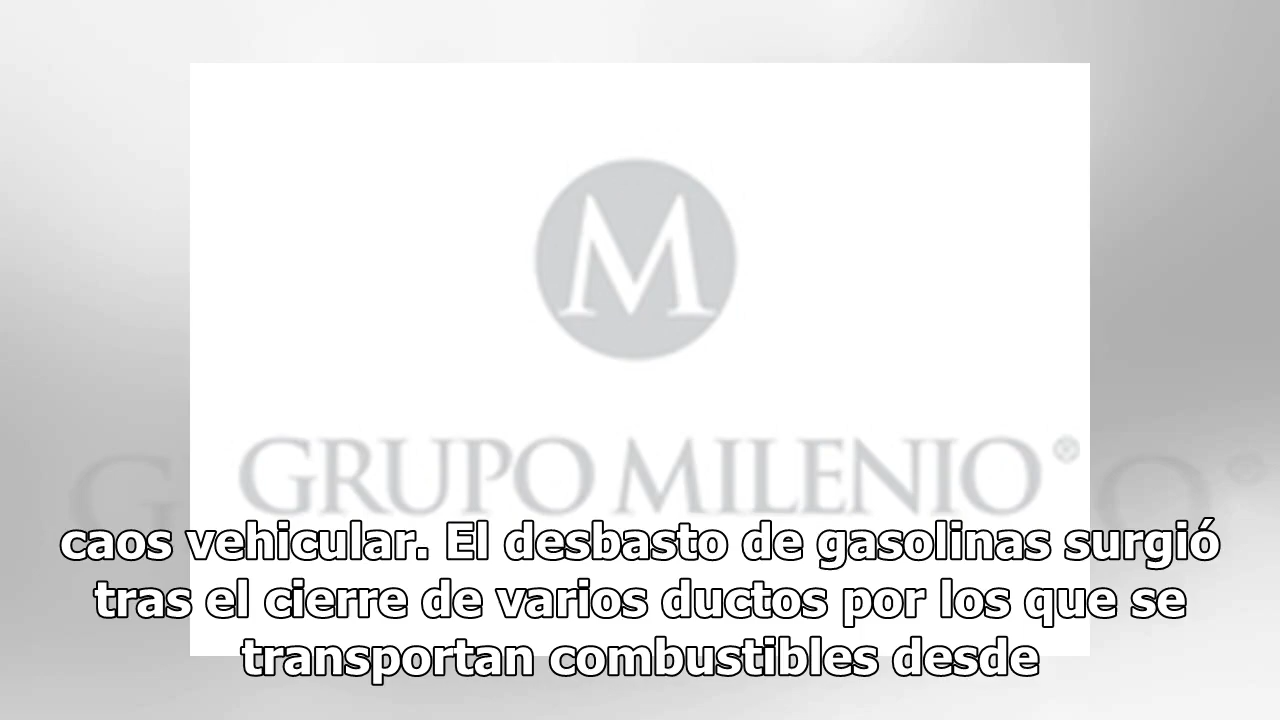 M
GRUPO MILENIO®
caos vehicular. El desbasto de gasolinas surgió
tras el cierre de varios ductos por los que se
transportan combustibles desde